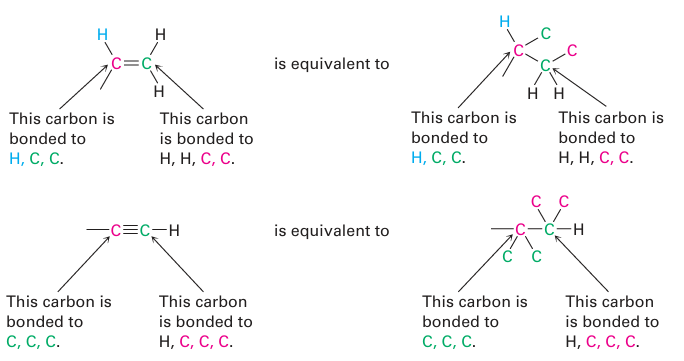 H H
C=C
H
This carbon is
bonded to
H, C, C.
This carbon
is bonded to
H, H, C, C.
is equivalent to
H
C
C C
C
H H
This carbon is
bonded to
H, C, C.
This carbon is
bonded to
H, H, C, C.
—C≡C—H
This carbon is
bonded to
C, C, C.
This carbon
is bonded to
H, C, C, C.
is equivalent to
C C
—C—C—H
C C
This carbon is
bonded to
C, C, C.
This carbon
is bonded to
H, C, C, C.